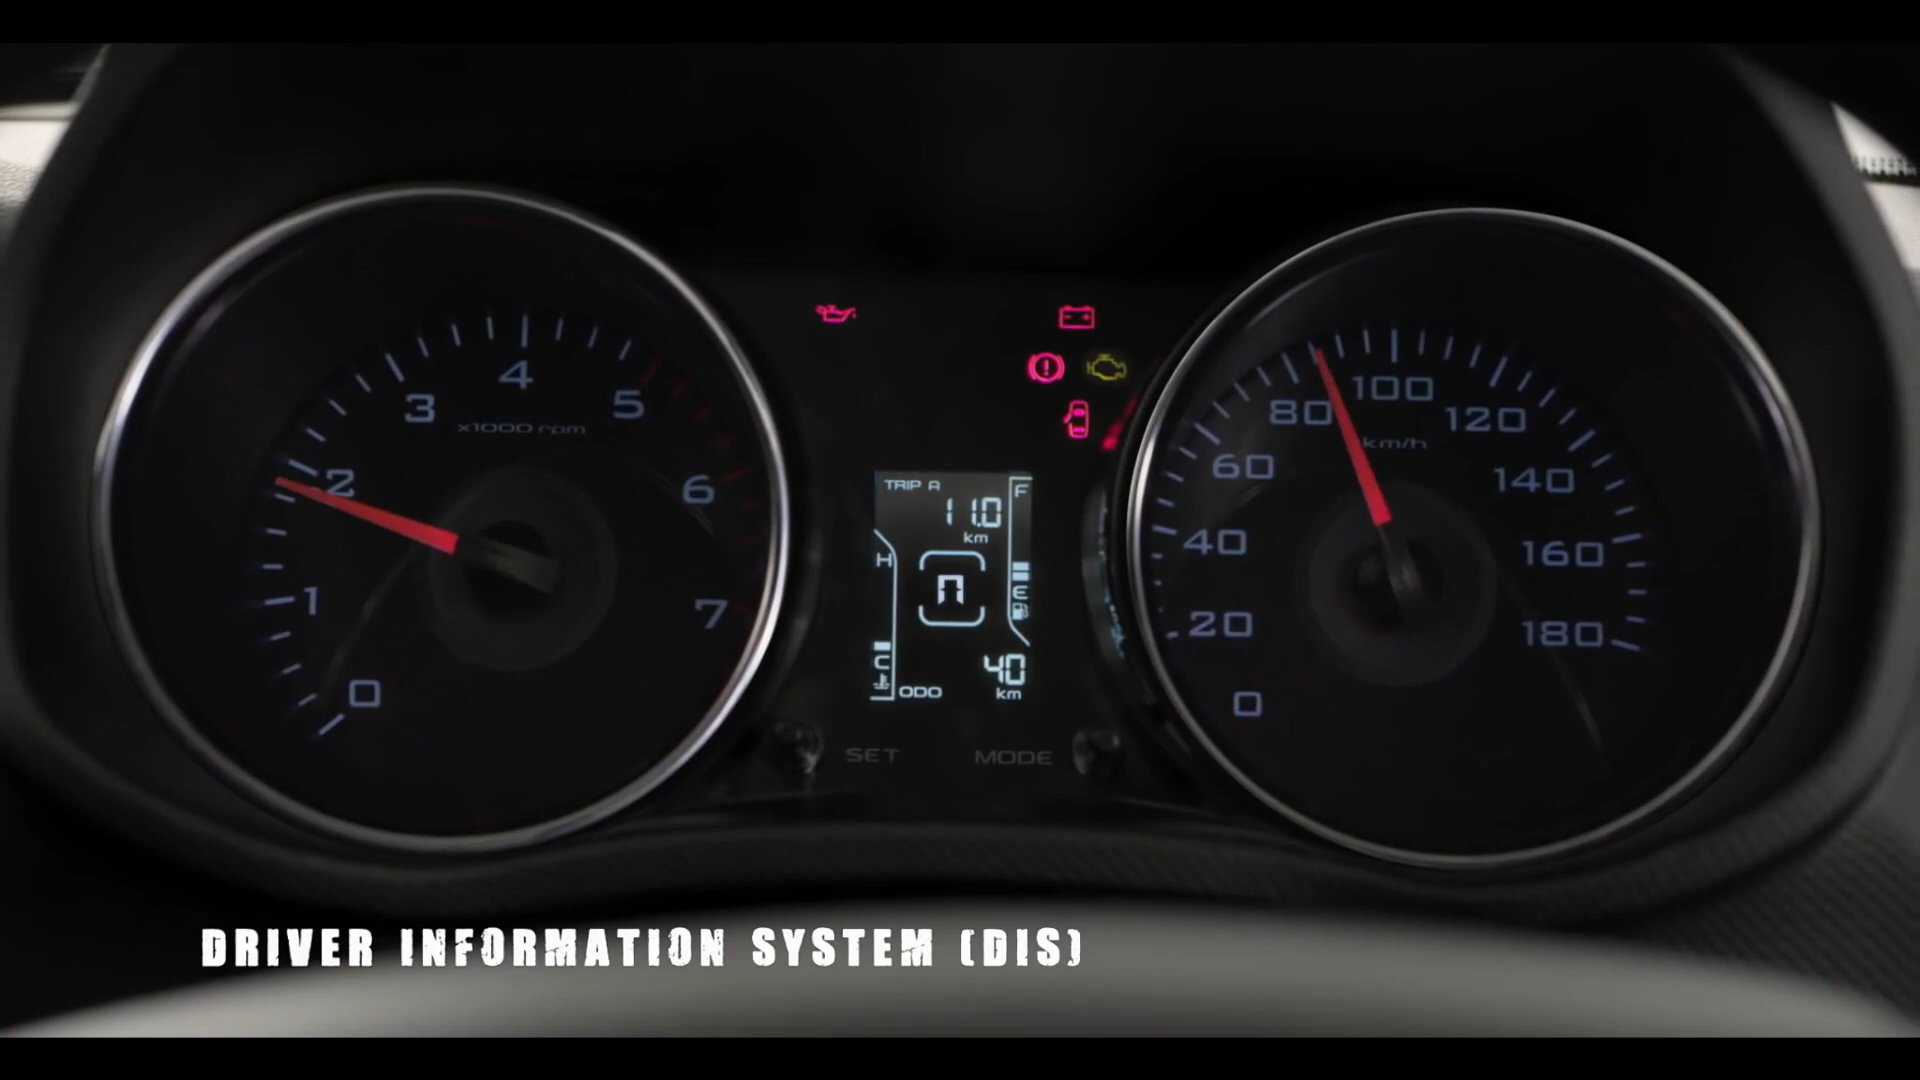 4
3
5
x1000 rpm
2
6
1
7
0
TRIP A
11.0
km
F
H
n
E
C
40
ODO
km
SET
MODE
100
80
120
km/h
60
140
40
160
20
180
0
DRIVER INFORMATION SYSTEM (DIS)